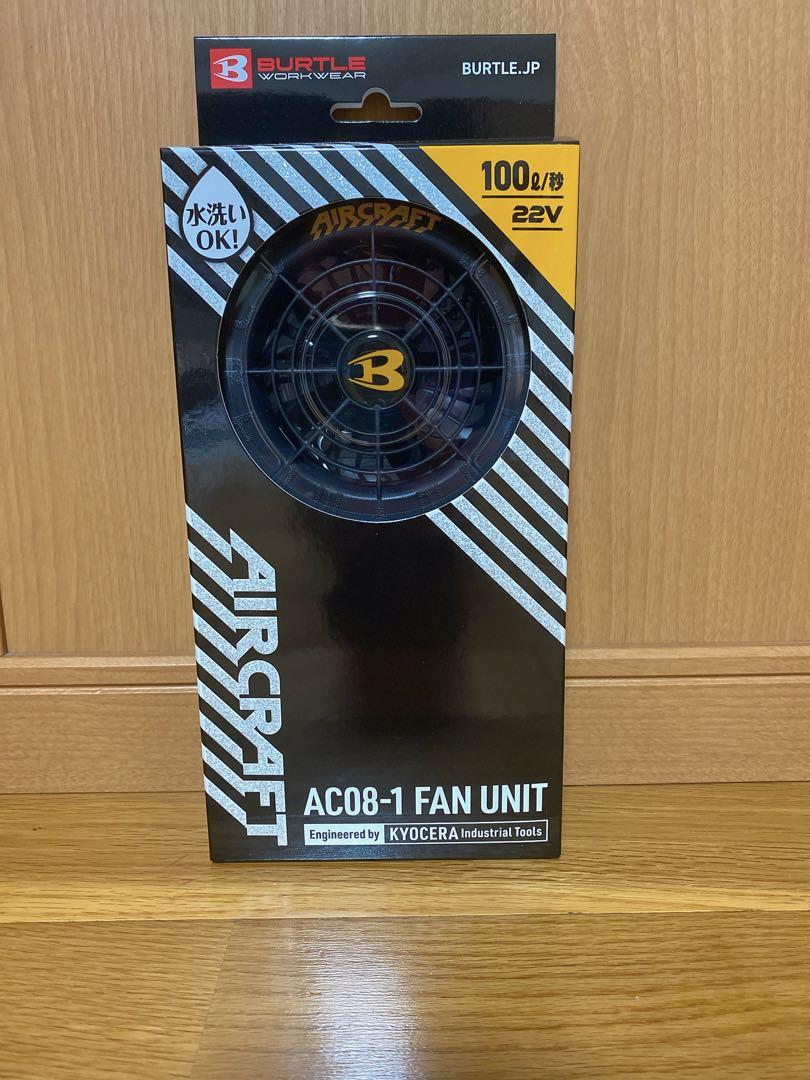 BURTLE
WORKWEAR
BURTLE.JP
水洗い
OK!
100ℓ/秒
22V
AIRCRAFT
B
AIRCRAFT
AC08-1 FAN UNIT
Engineered by KYOCERA Industrial Tools